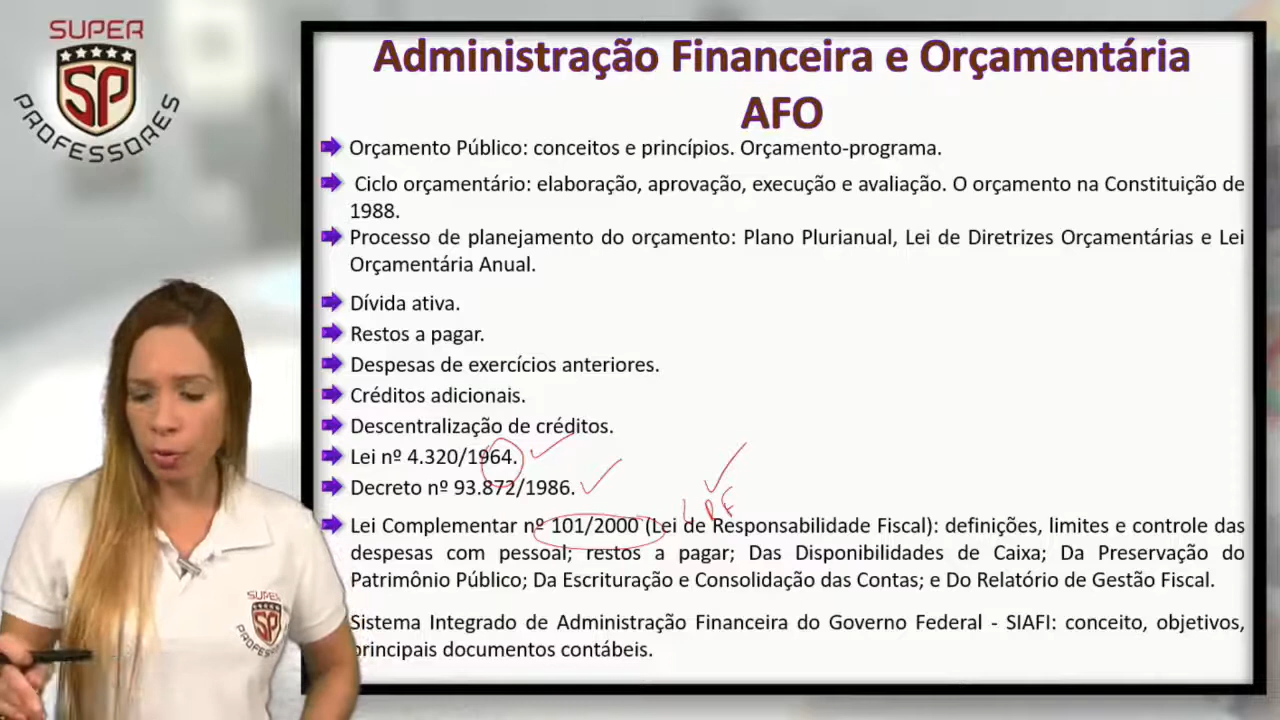 SUPER
SP
PROFESSORES
Administração Financeira e Orçamentária
AFO
Orçamento Público: conceitos e princípios. Orçamento-programa.
Ciclo orçamentário: elaboração, aprovação, execução e avaliação. O orçamento na Constituição de
1988.
Processo de planejamento do orçamento: Plano Plurianual, Lei de Diretrizes Orçamentárias e Lei
Orçamentária Anual.
Dívida ativa.
Restos a pagar.
Despesas de exercícios anteriores.
Créditos adicionais.
Descentralização de créditos.
Lei nº 4.320/1964.
Decreto nº 93.872/1986.
LRF
Lei Complementar nº 101/2000 (Lei de Responsabilidade Fiscal): definições, limites e controle das
despesas com pessoal; restos a pagar; Das Disponibilidades de Caixa; Da Preservação do
Patrimônio Público; Da Escrituração e Consolidação das Contas; e Do Relatório de Gestão Fiscal.
Sistema Integrado de Administração Financeira do Governo Federal - SIAFI: conceito, objetivos,
principais documentos contábeis.
SUPER
SP
PROFESSORES